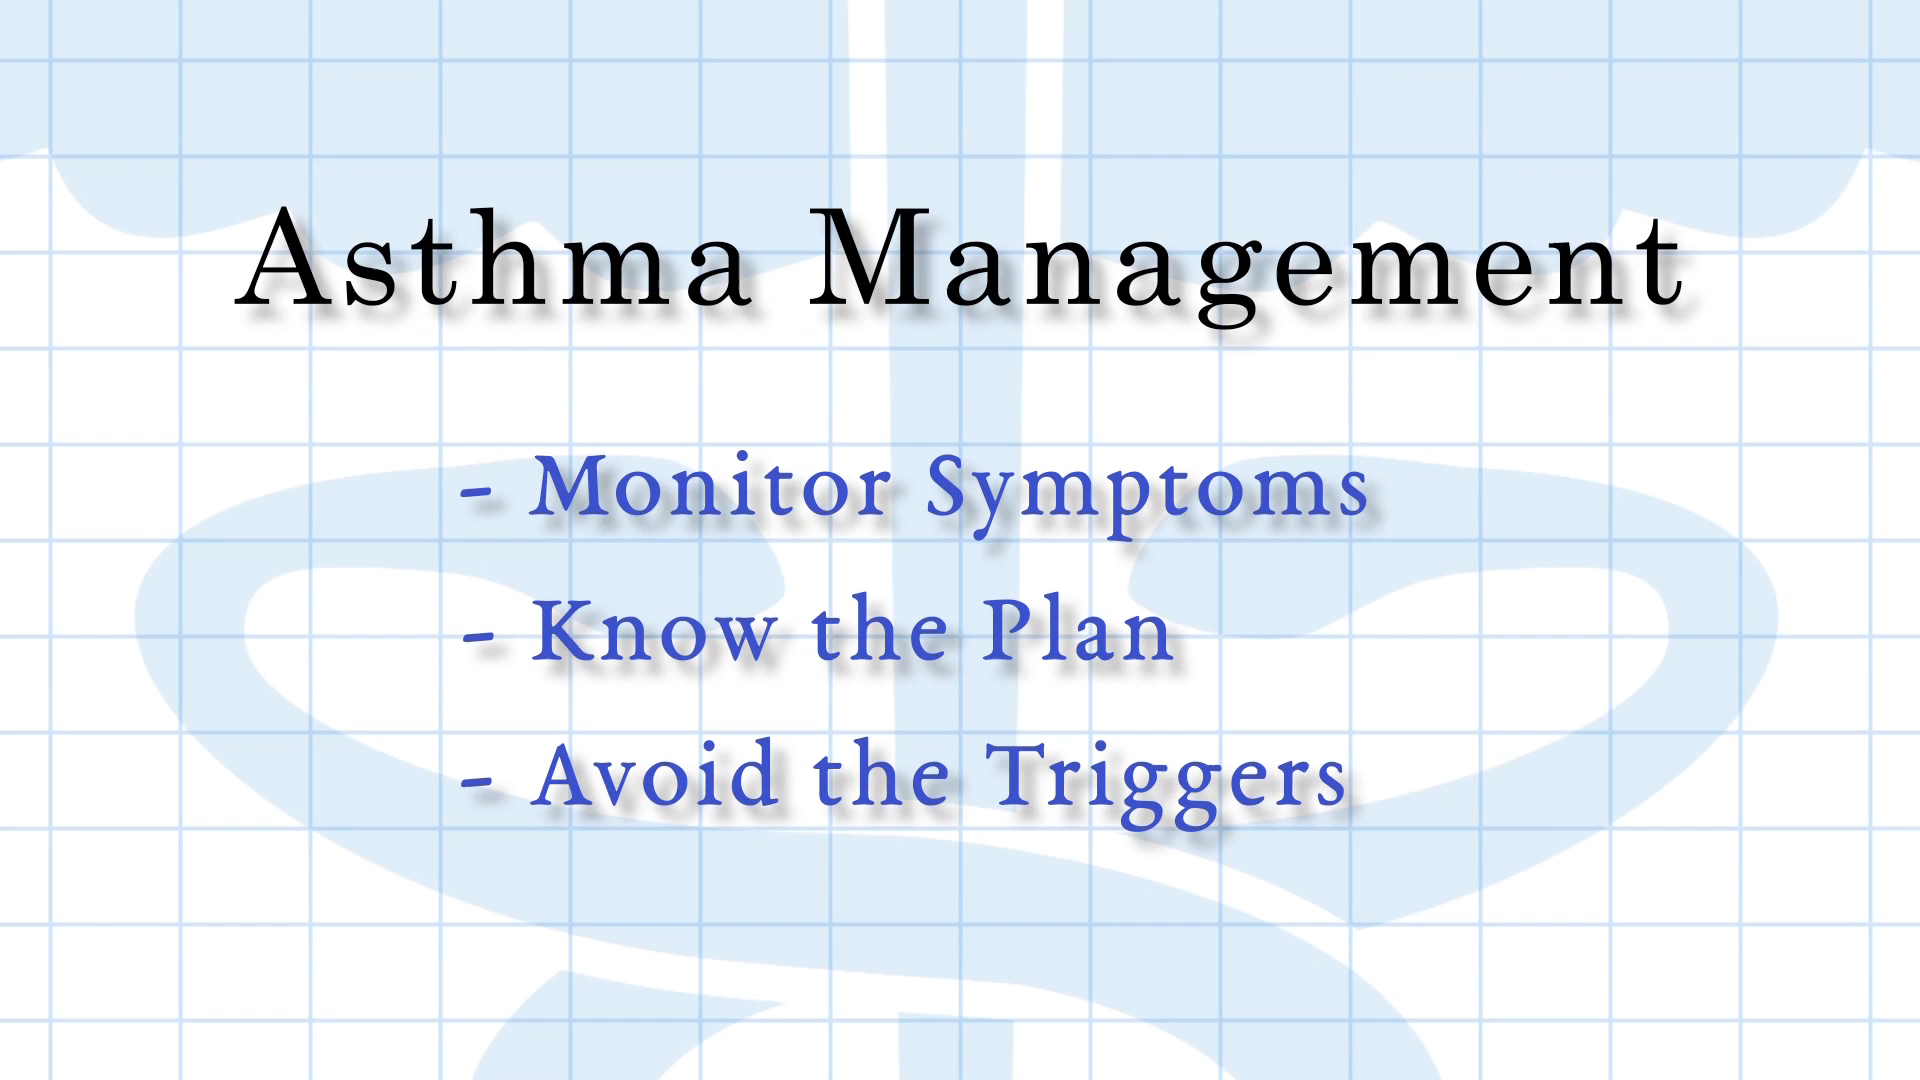 Asthma Management
- Monitor Symptoms
- Know the Plan
- Avoid the Triggers